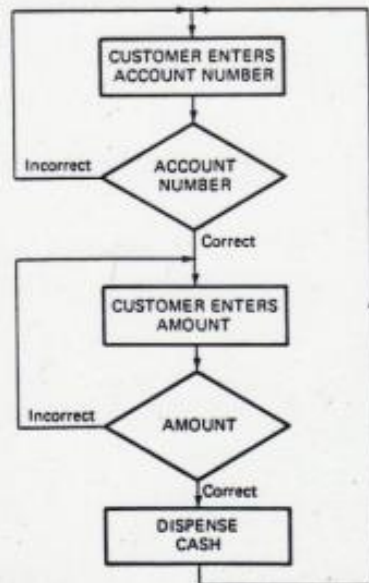 CUSTOMER ENTERS
ACCOUNT NUMBER
Incorrect
ACCOUNT
NUMBER
Correct
CUSTOMER ENTERS
AMOUNT
Incorrect
AMOUNT
Correct
DISPENSE
CASH